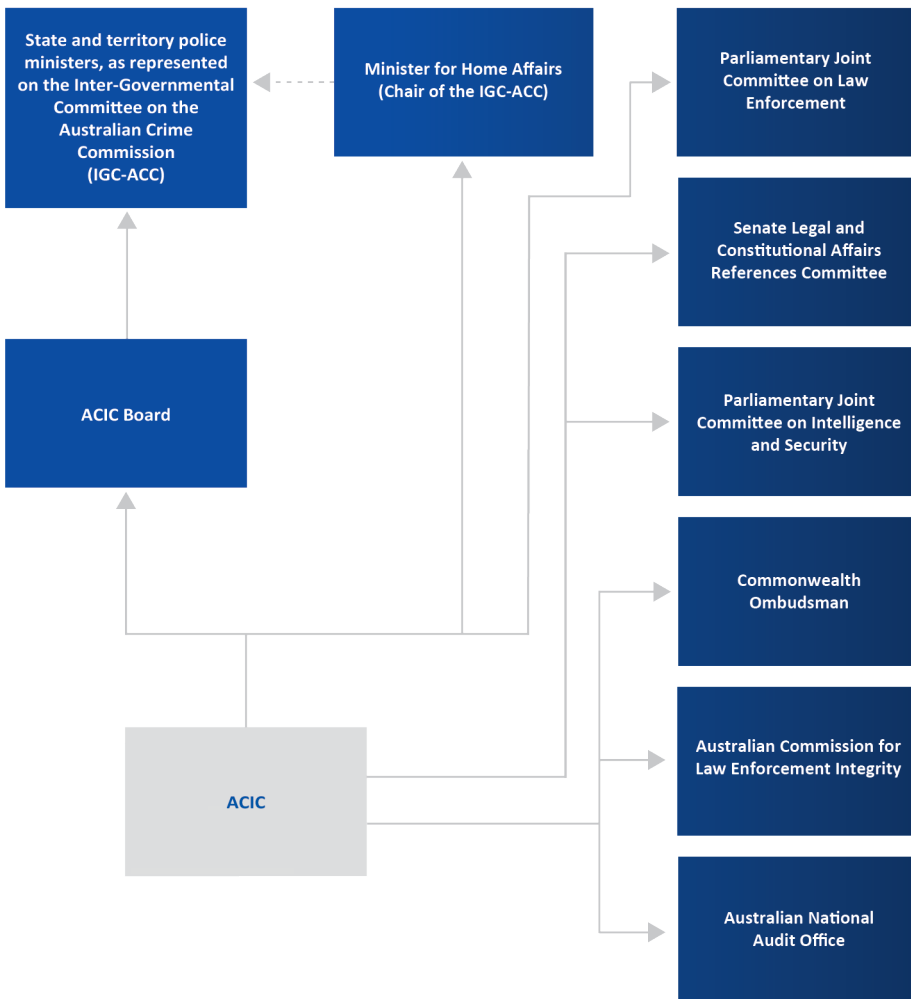 State and territory police
ministers, as represented
on the Inter-Governmental
Committee on the
Australian Crime
Commission
(IGC-ACC)
Minister for Home Affairs
(Chair of the IGC-ACC)
Parliamentary Joint
Committee on Law
Enforcement
Senate Legal and
Constitutional Affairs
References Committee
ACIC Board
Parliamentary Joint
Committee on Intelligence
and Security
Commonwealth
Ombudsman
Australian Commission for
Law Enforcement Integrity
ACIC
Australian National
Audit Office